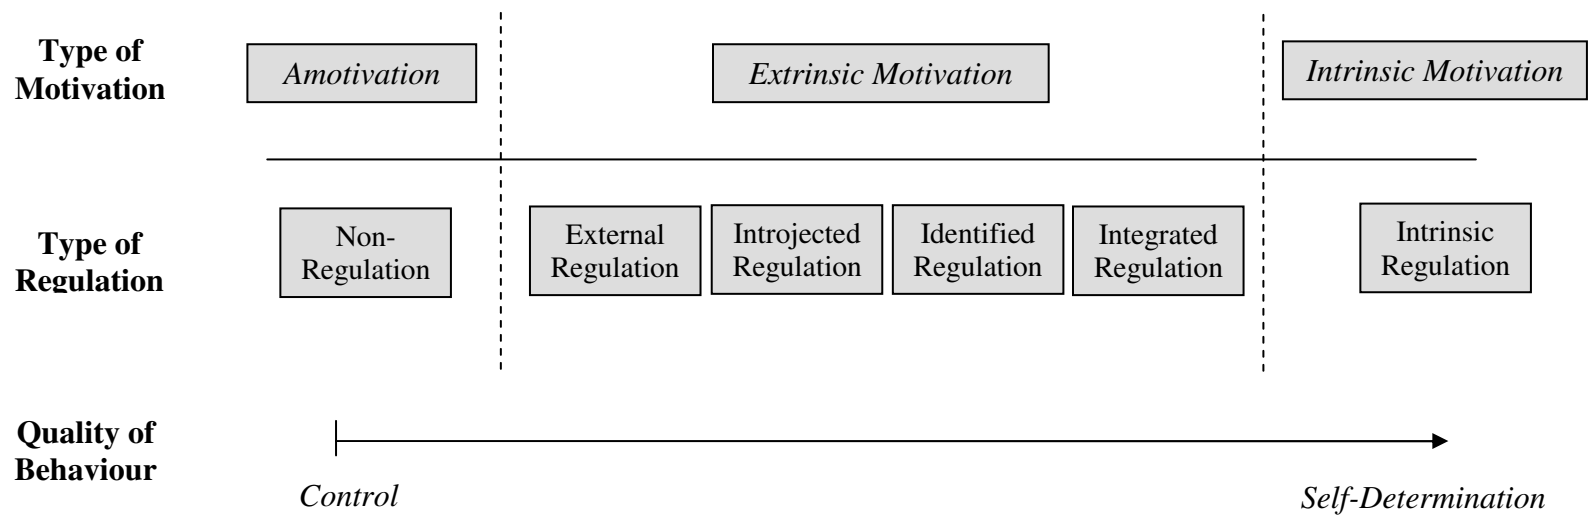 Type of
Motivation
Amotivation
Extrinsic Motivation
Intrinsic Motivation
Type of
Regulation
Non-
Regulation
External
Regulation
Introjected
Regulation
Identified
Regulation
Integrated
Regulation
Intrinsic
Regulation
Quality of
Behaviour
Control
Self-Determination